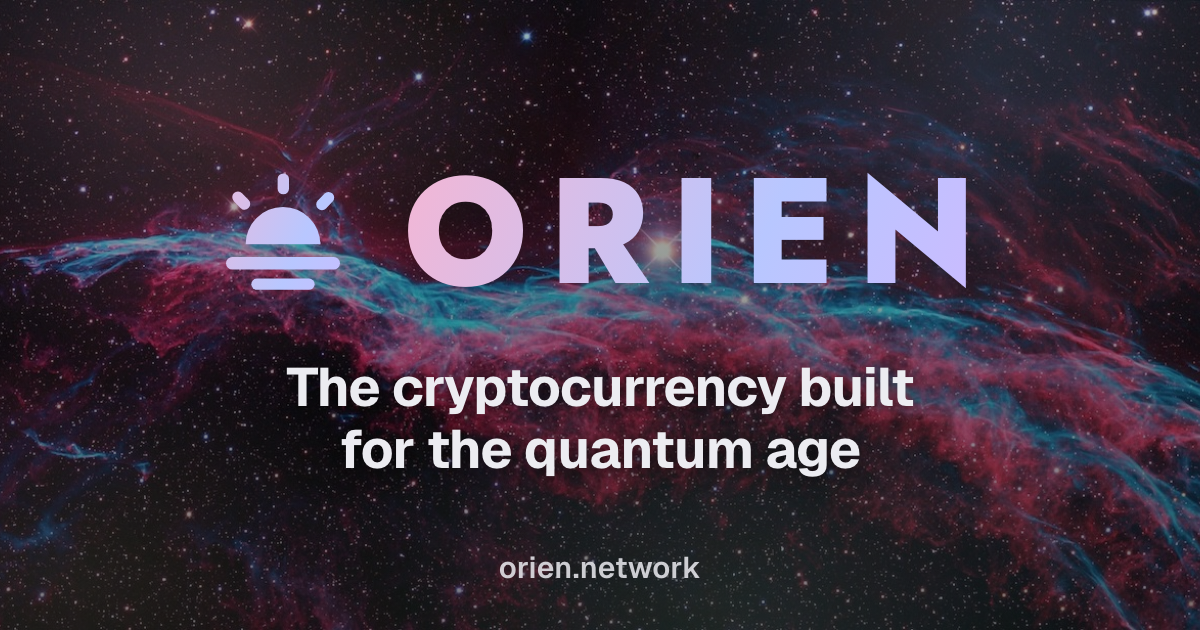 ORIEN
The cryptocurrency built
for the quantum age
orien.network